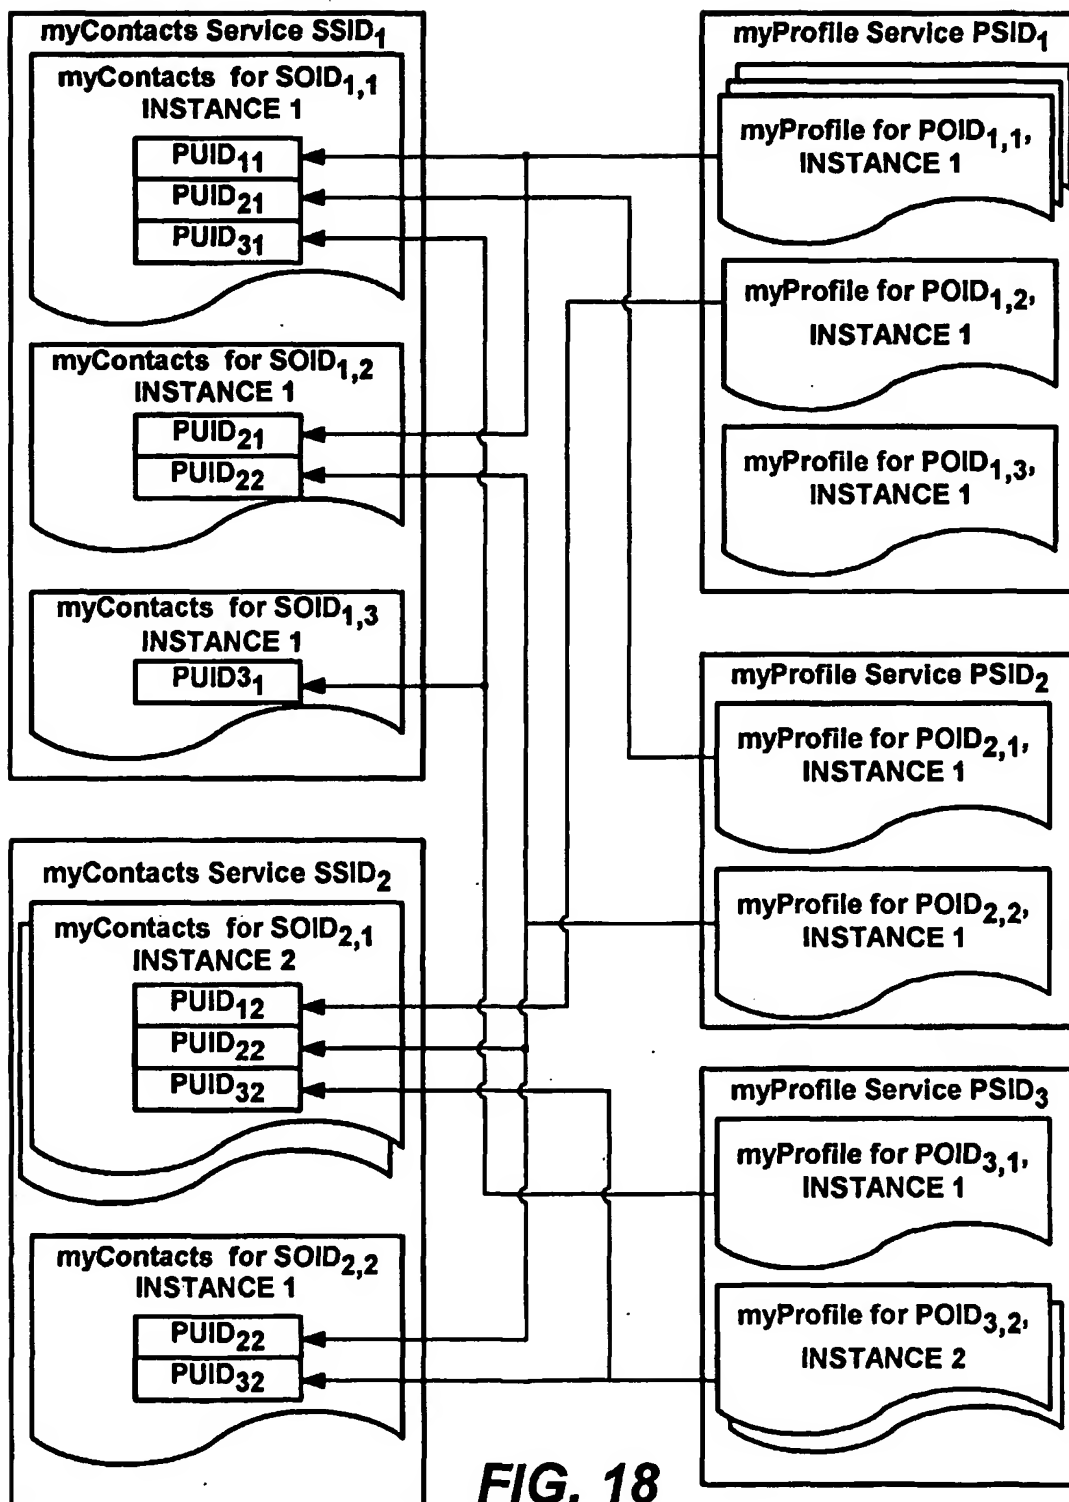 myContacts Service SSID1
myContacts for SOID1,1
INSTANCE 1
PUID11
PUID21
PUID31
myContacts for SOID1,2
INSTANCE 1
PUID21
PUID22
myContacts for SOID1,3
INSTANCE 1
PUID31
myContacts Service SSID2
myContacts for SOID2,1
INSTANCE 2
PUID12
PUID22
PUID32
myContacts for SOID2,2
INSTANCE 1
PUID22
PUID32
myProfile Service PSID1
myProfile for POID1,1,
INSTANCE 1
myProfile for POID1,2,
INSTANCE 1
myProfile for POID1,3,
INSTANCE 1
myProfile Service PSID2
myProfile for POID2,1,
INSTANCE 1
myProfile for POID2,2,
INSTANCE 1
myProfile Service PSID3
myProfile for POID3,1,
INSTANCE 1
myProfile for POID3,2,
INSTANCE 2
FIG. 18